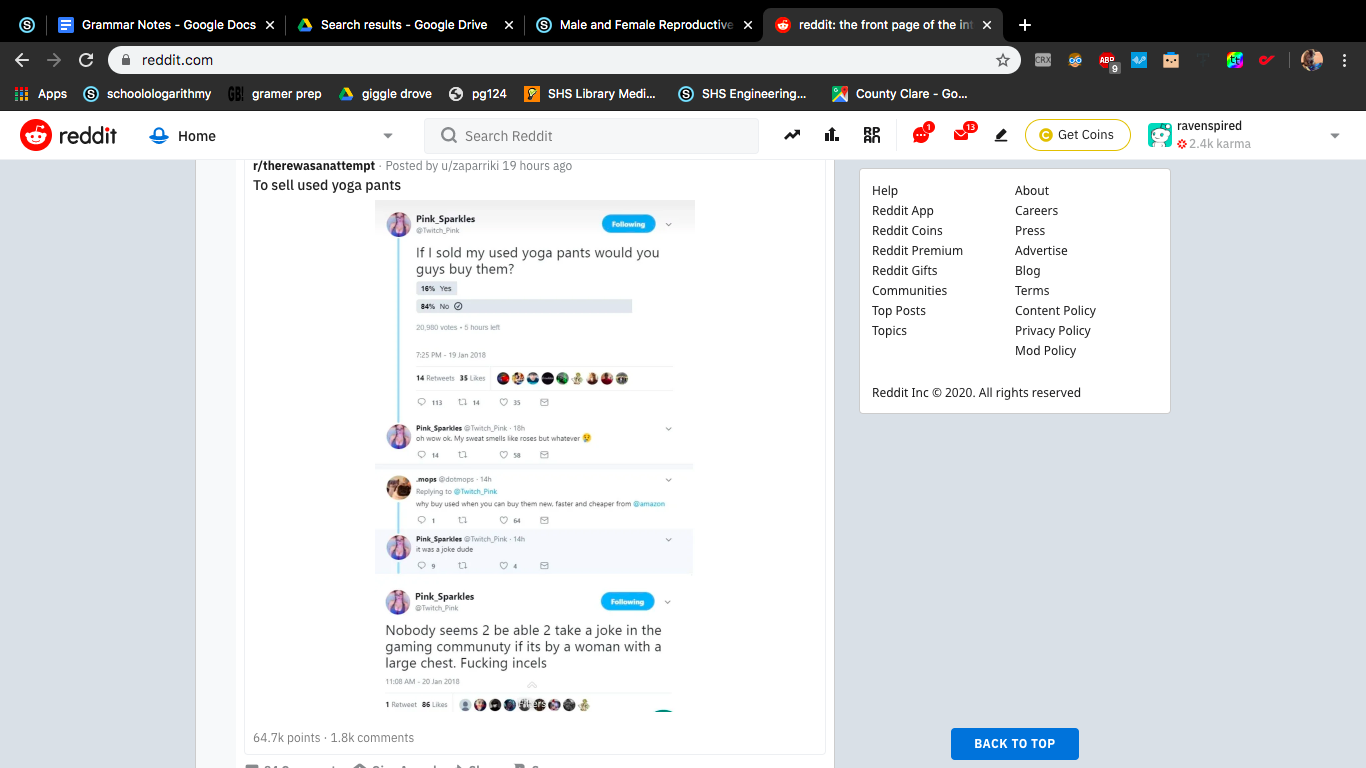 Grammar Notes - Google Docs
Search results - Google Drive
Male and Female Reproductive
reddit: the front page of the int
reddit.com
CRX
ABP
9
Apps
schoolologarithmy
GB!
gramer prep
giggle drove
pg124
SHS Library Medi...
SHS Engineering...
County Clare - Go...
reddit
Home
Search Reddit
1
13
Get Coins
ravenspired
2.4k karma
r/therewasanattempt · Posted by u/zaparriki 19 hours ago
To sell used yoga pants
Pink_Sparkles
@Twitch_Pink
Following
If I sold my used yoga pants would you
guys buy them?
16% Yes
84% No
20,980 votes • 5 hours left
7:25 PM - 19 Jan 2018
14 Retweets 35 Likes
113 14 35
Pink_Sparkles @Twitch_Pink · 18h
oh wow ok. My sweat smells like roses but whatever
14 58
.mops @dotmops · 14h
Replying to @Twitch_Pink
why buy used when you can buy them new, faster and cheaper from @amazon
1 64
Pink_Sparkles @Twitch_Pink · 14h
it was a joke dude
9 4
Pink_Sparkles
@Twitch_Pink
Following
Nobody seems 2 be able 2 take a joke in the
gaming communuty if its by a woman with a
large chest. Fucking incels
11:08 AM - 20 Jan 2018
1 Retweet 86 Likes
64.7k points · 1.8k comments
Help
Reddit App
Reddit Coins
Reddit Premium
Reddit Gifts
Communities
Top Posts
Topics
About
Careers
Press
Advertise
Blog
Terms
Content Policy
Privacy Policy
Mod Policy
Reddit Inc © 2020. All rights reserved
BACK TO TOP